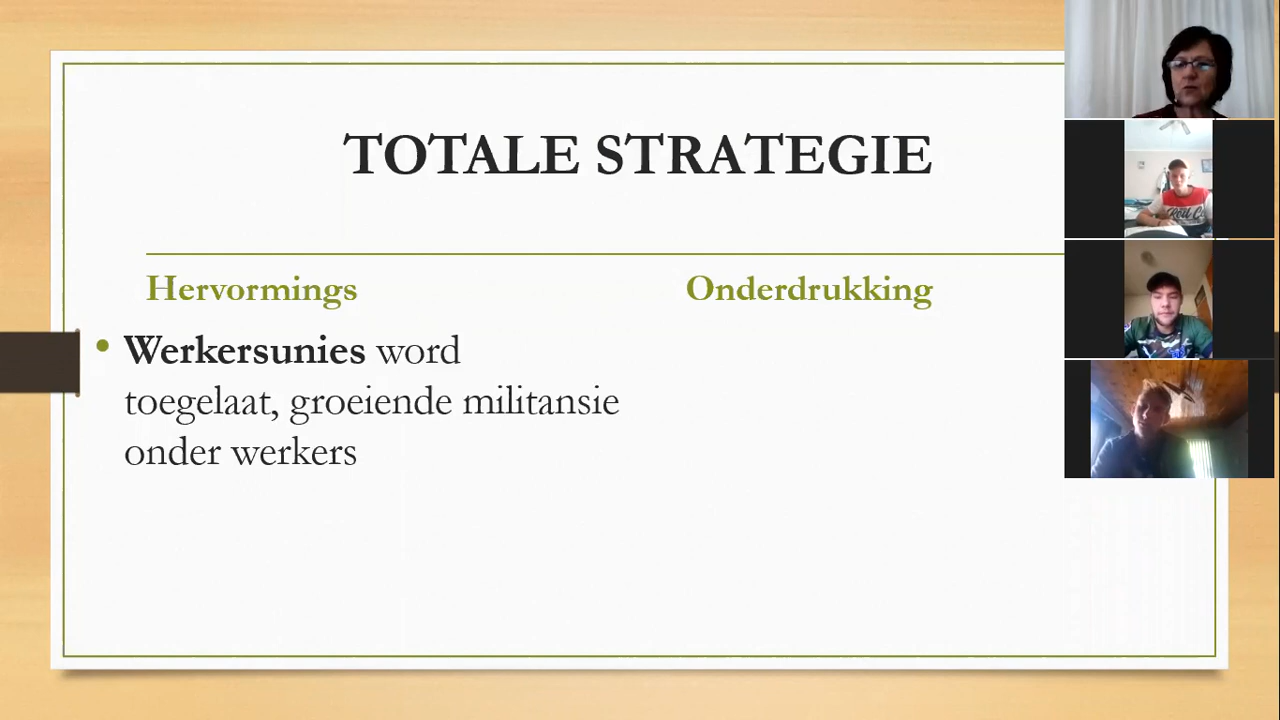 TOTALE STRATEGIE
Hervormings
Onderdrukking
• Werkersunies word
toegelaat, groeiende militansie
onder werkers